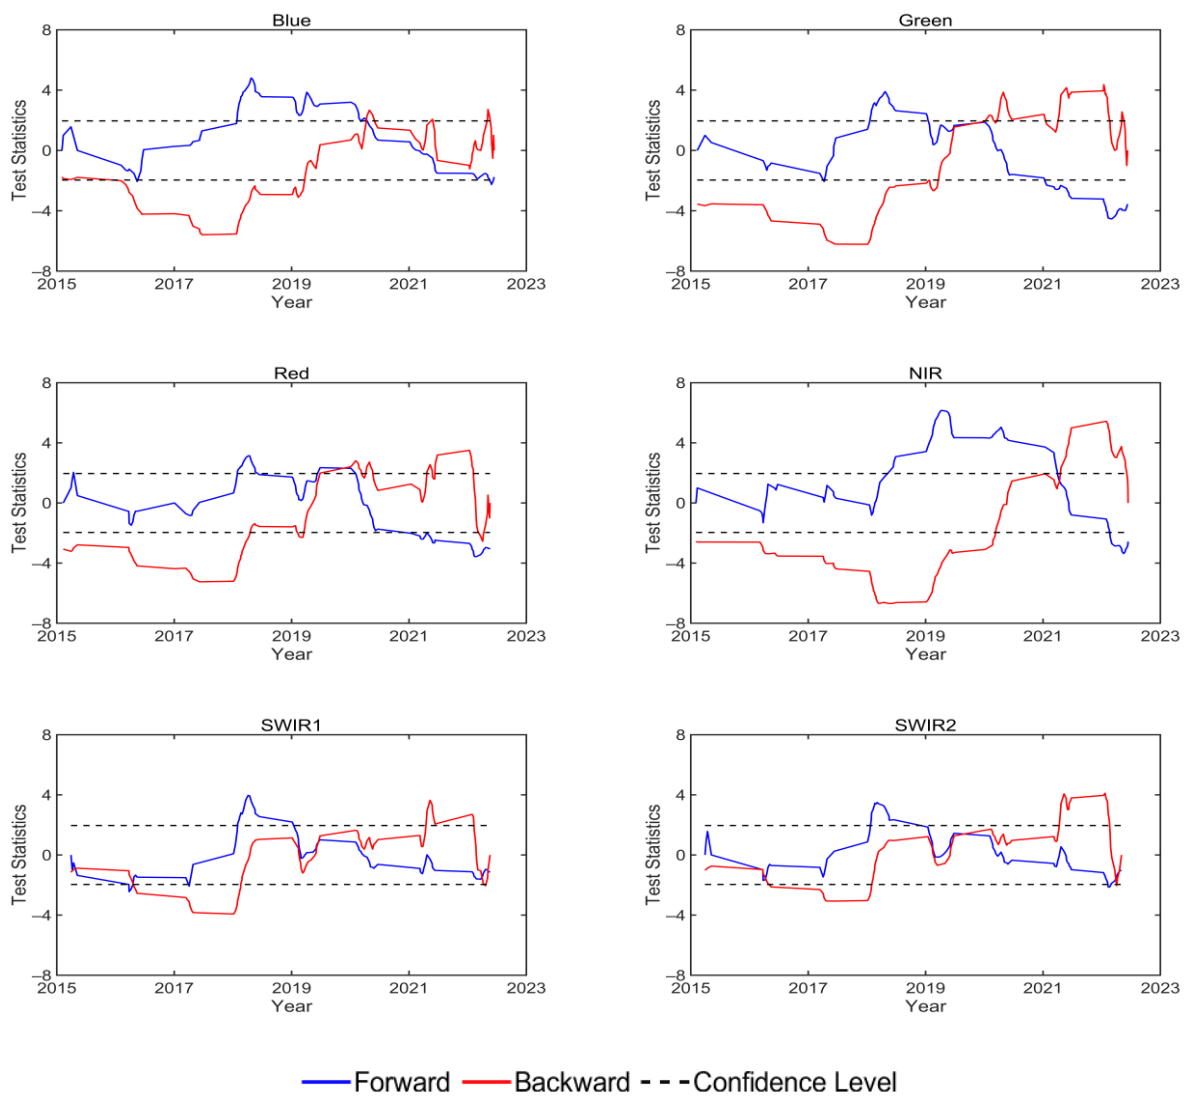 Blue
8
4
0
−4
−8
Test Statistics
2015 2017 2019 2021 2023
Year
Green
8
4
0
−4
−8
Test Statistics
2015 2017 2019 2021 2023
Year
Red
8
4
0
−4
−8
Test Statistics
2015 2017 2019 2021 2023
Year
NIR
8
4
0
−4
−8
Test Statistics
2015 2017 2019 2021 2023
Year
SWIR1
8
4
0
−4
−8
Test Statistics
2015 2017 2019 2021 2023
Year
SWIR2
8
4
0
−4
−8
Test Statistics
2015 2017 2019 2021 2023
Year
Forward Backward Confidence Level